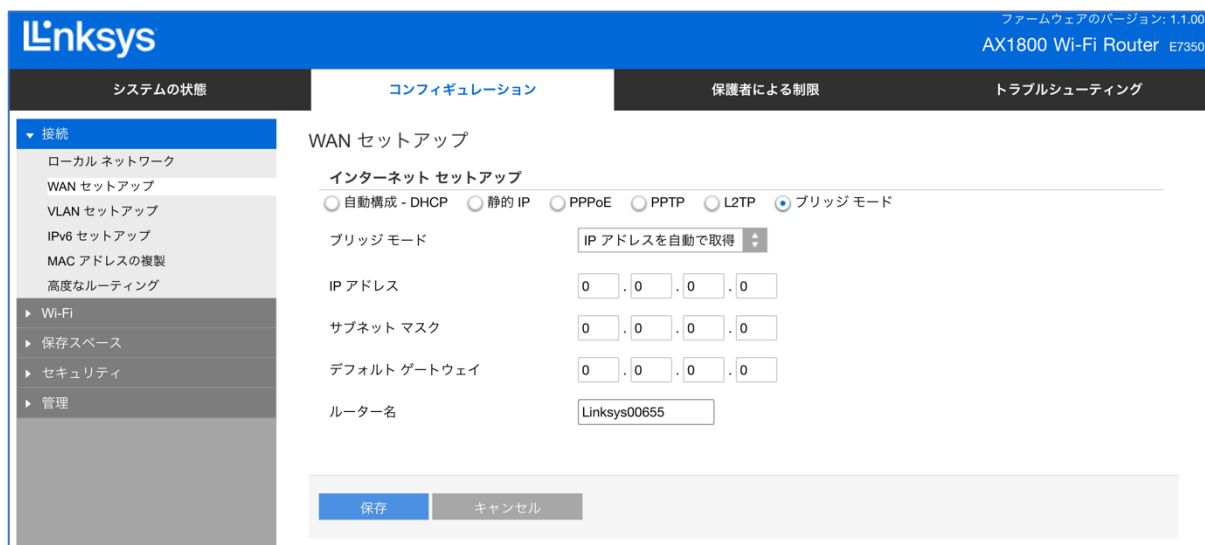 Linksys
ファームウェアのバージョン: 1.1.00
AX1800 Wi-Fi Router E7350
システムの状態
コンフィギュレーション
保護者による制限
トラブルシューティング
接続
ローカル ネットワーク
WAN セットアップ
VLAN セットアップ
IPv6 セットアップ
MAC アドレスの複製
高度なルーティング
Wi-Fi
保存スペース
セキュリティ
管理
WAN セットアップ
インターネット セットアップ
自動構成 - DHCP 静的 IP PPPoE PPTP L2TP ブリッジ モード
ブリッジ モード IP アドレスを自動で取得
IP アドレス 0 . 0 . 0 . 0
サブネット マスク 0 . 0 . 0 . 0
デフォルト ゲートウェイ 0 . 0 . 0 . 0
ルーター名 Linksys00655
保存 キャンセル